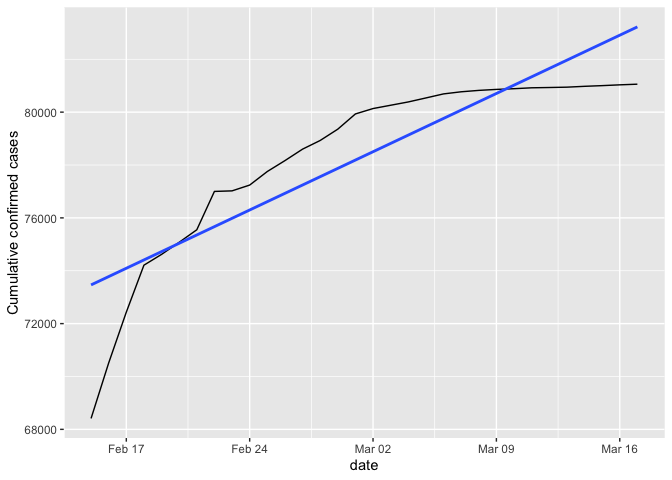 Cumulative confirmed cases
80000
76000
72000
68000
Feb 17
Feb 24
Mar 02
Mar 09
Mar 16
date